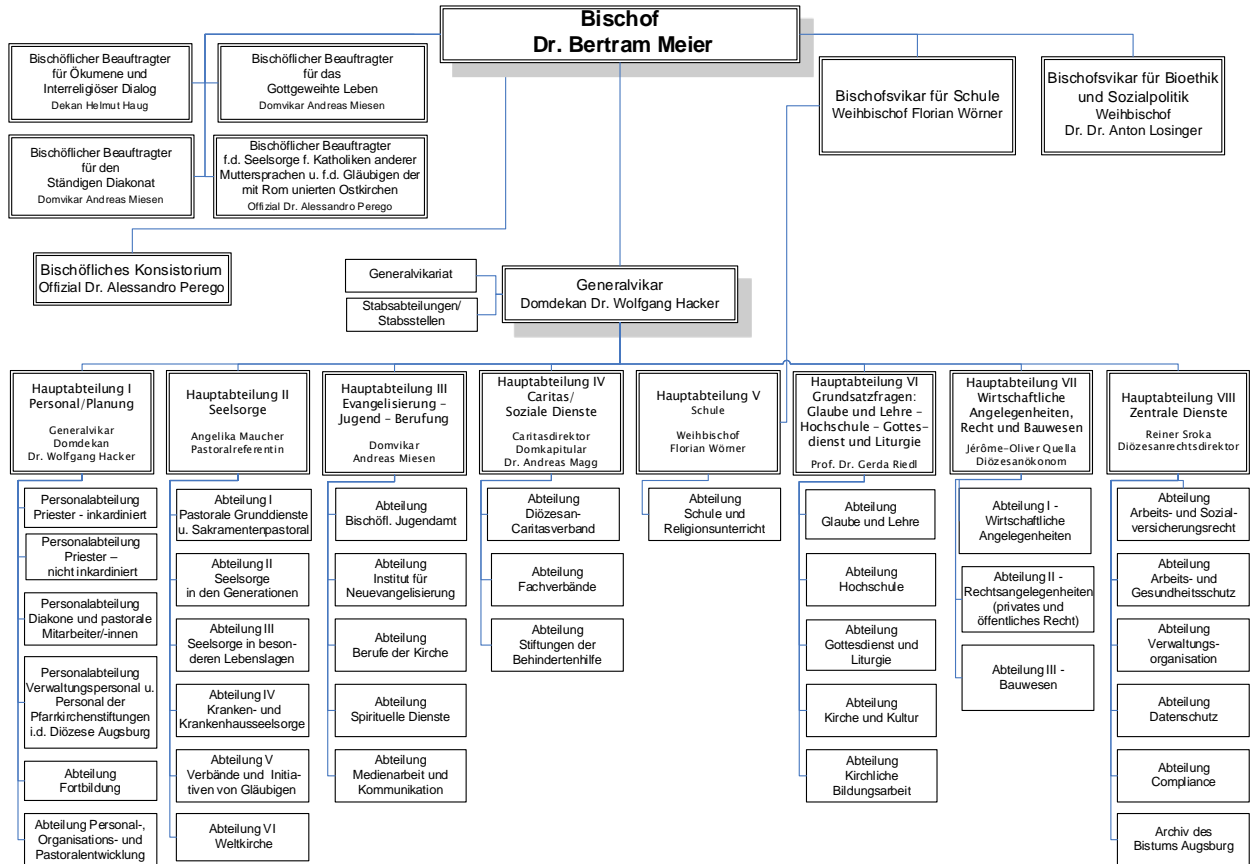 Bischof
Dr. Bertram Meier
Bischöflicher Beauftragter
für Ökumene und
Interreligiöser Dialog
Dekan Helmut Haug
Bischöflicher Beauftragter
für das
Gottgeweihte Leben
Domvikar Andreas Miesen
Bischöflicher Beauftragter
für den
Ständigen Diakonat
Domvikar Andreas Miesen
Bischöflicher Beauftragter
f.d. Seelsorge f. Katholiken anderer
Muttersprachen u. f.d. Gläubigen der
mit Rom unierten Ostkirchen
Offizial Dr. Alessandro Perego
Bischofsvikar für Schule
Weihbischof Florian Wörner
Bischofsvikar für Bioethik
und Sozialpolitik
Weihbischof
Dr. Dr. Anton Losinger
Bischöfliches Konsistorium
Offizial Dr. Alessandro Perego
Generalvikariat
Stabsabteilungen/
Stabsstellen
Generalvikar
Domdekan Dr. Wolfgang Hacker
Hauptabteilung I
Personal/Planung
Generalvikar
Domdekan
Dr. Wolfgang Hacker
Personalabteilung
Priester - inkardiniert
Personalabteilung
Priester –
nicht inkardiniert
Personalabteilung
Diakone und pastorale
Mitarbeiter/-innen
Personalabteilung
Verwaltungspersonal u.
Personal der
Pfarrkirchenstiftungen
i.d. Diözese Augsburg
Abteilung
Fortbildung
Abteilung Personal-,
Organisations- und
Pastoralentwicklung
Hauptabteilung II
Seelsorge
Angelika Maucher
Pastoralreferentin
Abteilung I
Pastorale Grunddienste
u. Sakramentenpastoral
Abteilung II
Seelsorge
in den Generationen
Abteilung III
Seelsorge in beson-
deren Lebenslagen
Abteilung IV
Kranken- und
Krankenhausseelsorge
Abteilung V
Verbände und Initia-
tiven von Gläubigen
Abteilung VI
Weltkirche
Hauptabteilung III
Evangelisierung –
Jugend – Berufung
Domvikar
Andreas Miesen
Abteilung
Bischöfl. Jugendamt
Abteilung
Institut für
Neuevangelisierung
Abteilung
Berufe der Kirche
Abteilung
Spirituelle Dienste
Abteilung
Medienarbeit und
Kommunikation
Hauptabteilung IV
Caritas/
Soziale Dienste
Caritasdirektor
Domkapitular
Dr. Andreas Magg
Abteilung
Diözesan-
Caritasverband
Abteilung
Fachverbände
Abteilung
Stiftungen der
Behindertenhilfe
Hauptabteilung V
Schule
Weihbischof
Florian Wörner
Abteilung
Schule und
Religionsunterricht
Hauptabteilung VI
Grundsatzfragen:
Glaube und Lehre –
Hochschule – Gottes-
dienst und Liturgie
Prof. Dr. Gerda Riedl
Abteilung
Glaube und Lehre
Abteilung
Hochschule
Abteilung
Gottesdienst und
Liturgie
Abteilung
Kirche und Kultur
Abteilung
Kirchliche
Bildungsarbeit
Hauptabteilung VII
Wirtschaftliche
Angelegenheiten,
Recht und Bauwesen
Jérôme-Oliver Quella
Diözesanökonom
Abteilung I -
Wirtschaftliche
Angelegenheiten
Abteilung II -
Rechtsangelegenheiten
(privates und
öffentliches Recht)
Abteilung III -
Bauwesen
Hauptabteilung VIII
Zentrale Dienste
Reiner Sroka
Diözesanrechtsdirektor
Abteilung
Arbeits- und Sozial-
versicherungsrecht
Abteilung
Arbeits- und
Gesundheitsschutz
Abteilung
Verwaltungs-
organisation
Abteilung
Datenschutz
Abteilung
Compliance
Archiv des
Bistums Augsburg